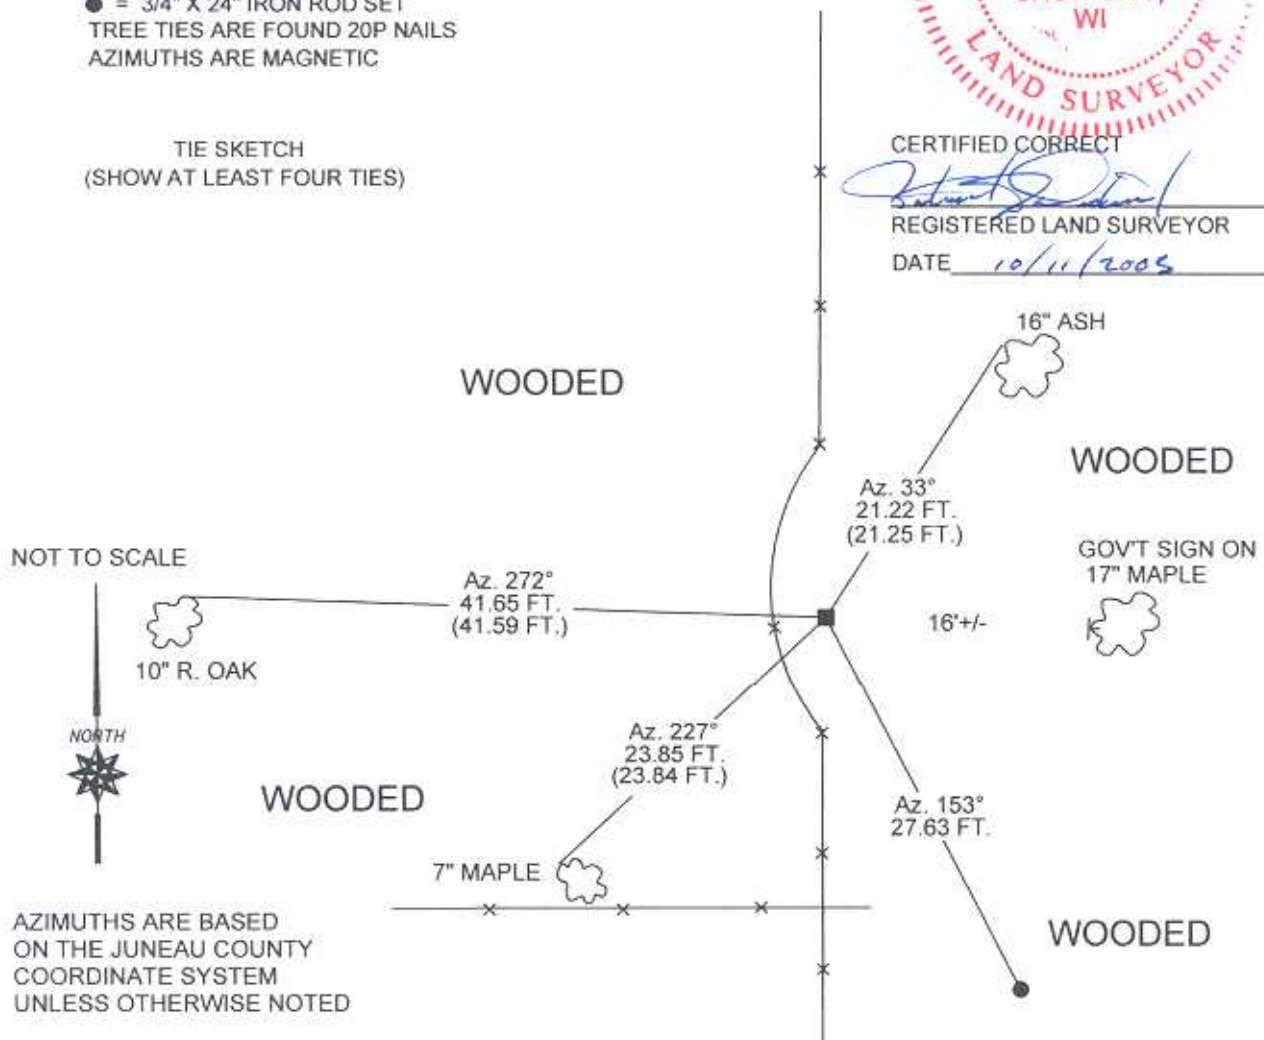 ● = 3/4" X 24" IRON ROD SET
TREE TIES ARE FOUND 20P NAILS
AZIMUTHS ARE MAGNETIC
TIE SKETCH
(SHOW AT LEAST FOUR TIES)
WI
LAND SURVEYOR
CERTIFIED CORRECT
REGISTERED LAND SURVEYOR
DATE 10/11/2005
16" ASH
WOODED
WOODED
Az. 33°
21.22 FT.
(21.25 FT.)
NOT TO SCALE
GOV'T SIGN ON
17" MAPLE
Az. 272°
41.65 FT.
(41.59 FT.)
16'+/-
10" R. OAK
NORTH
Az. 227°
23.85 FT.
(23.84 FT.)
WOODED
Az. 153°
27.63 FT.
7" MAPLE
AZIMUTHS ARE BASED
ON THE JUNEAU COUNTY
COORDINATE SYSTEM
UNLESS OTHERWISE NOTED
WOODED